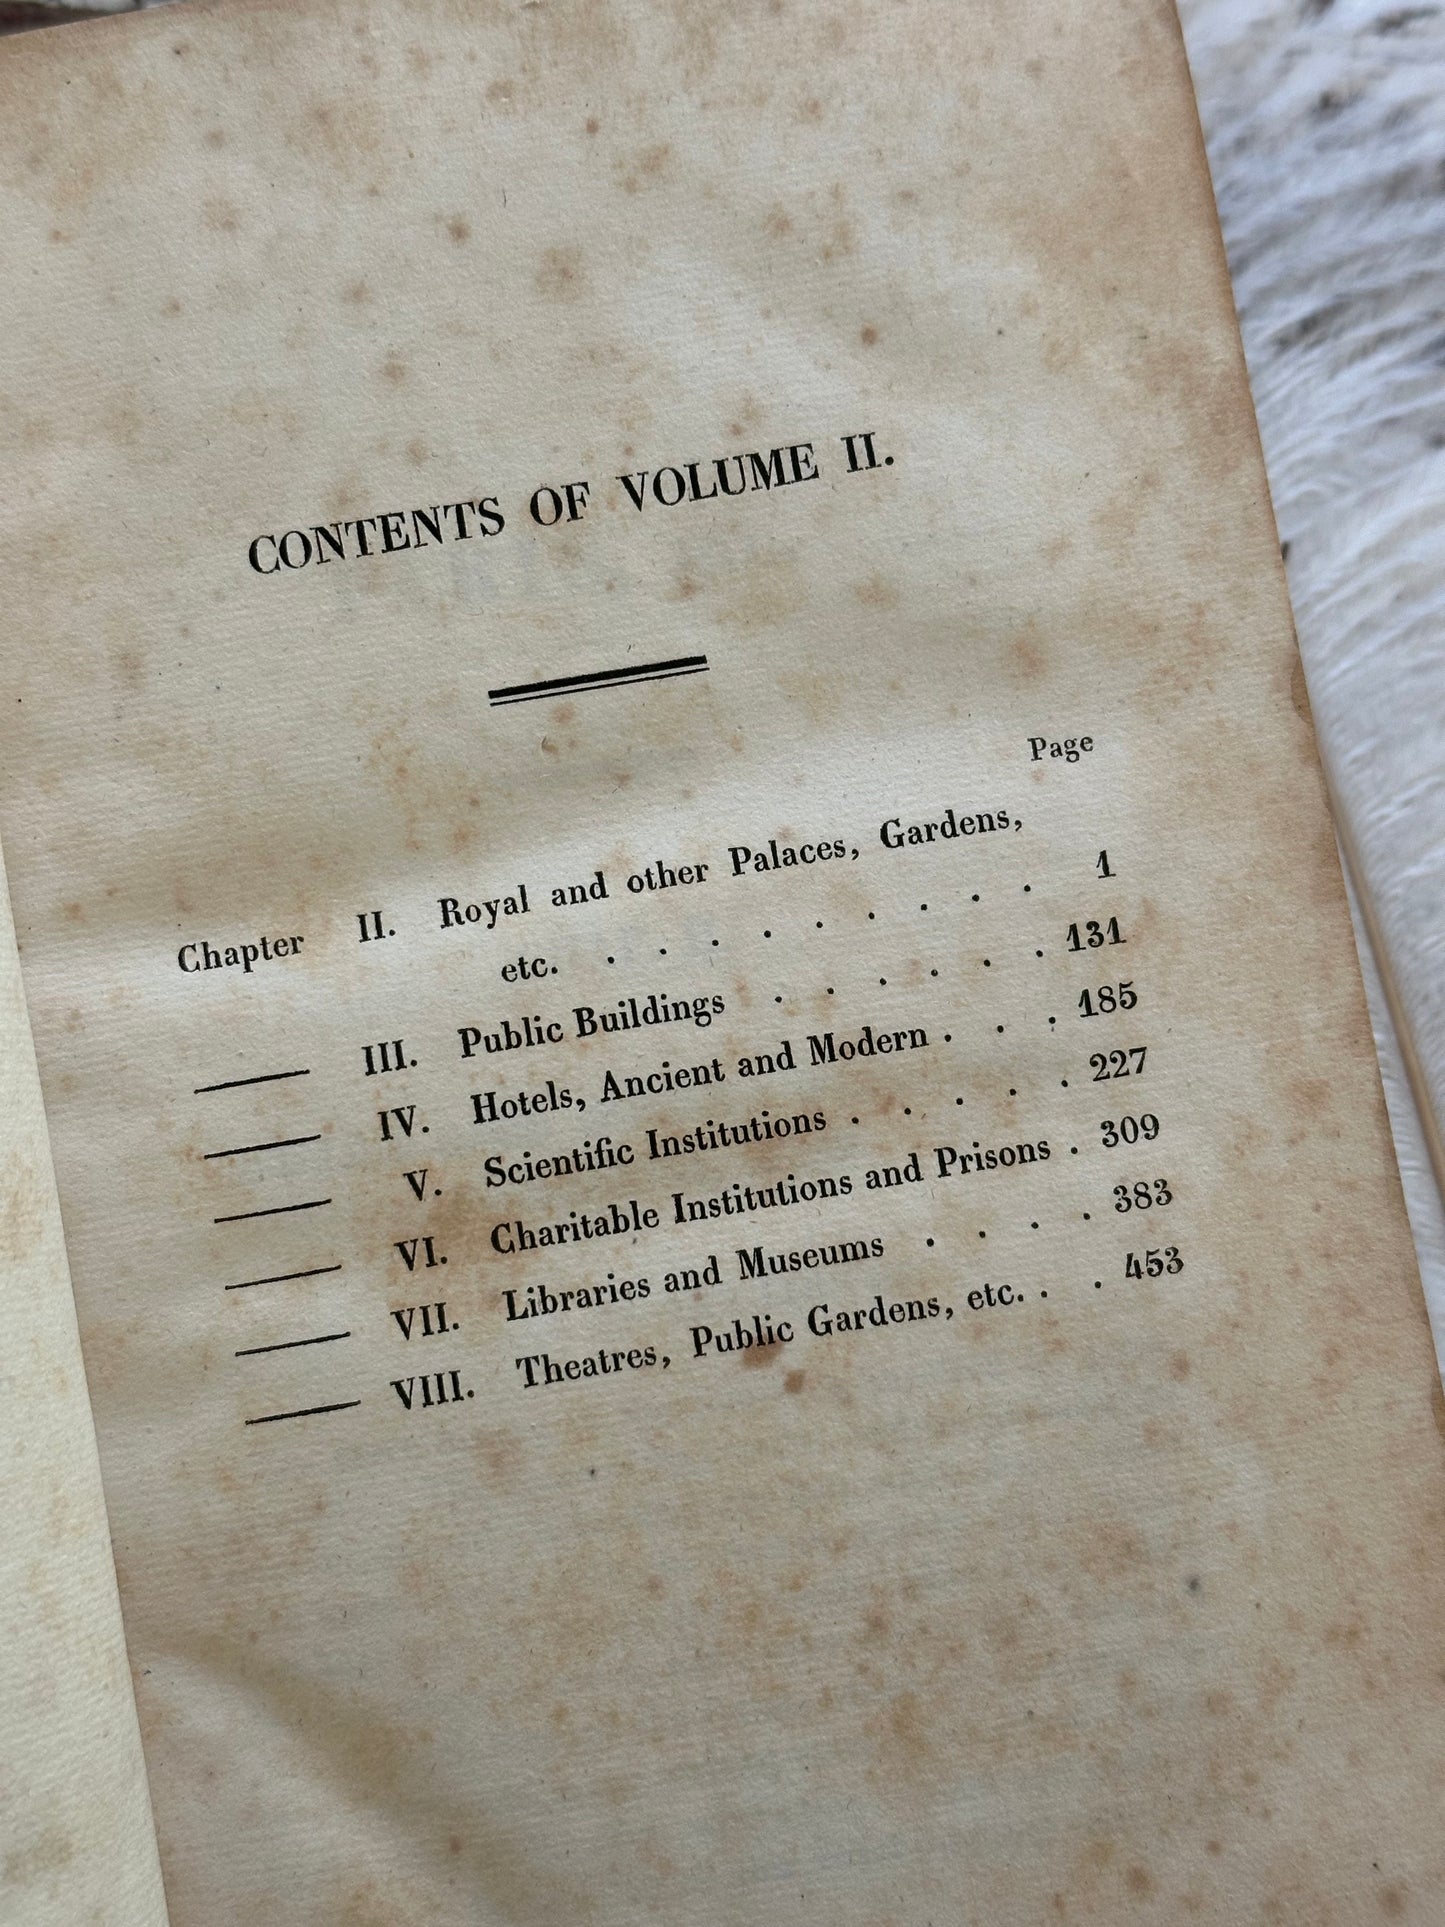 CONTENTS OF VOLUME II.
Page
Chapter II. Royal and other Palaces, Gardens,
etc. . . . . . . . . . 1
——— III. Public Buildings . . . . . . 131
——— IV. Hotels, Ancient and Modern . . . 185
——— V. Scientific Institutions . . . . . 227
——— VI. Charitable Institutions and Prisons . 309
——— VII. Libraries and Museums . . . . 383
——— VIII. Theatres, Public Gardens, etc. . . 453